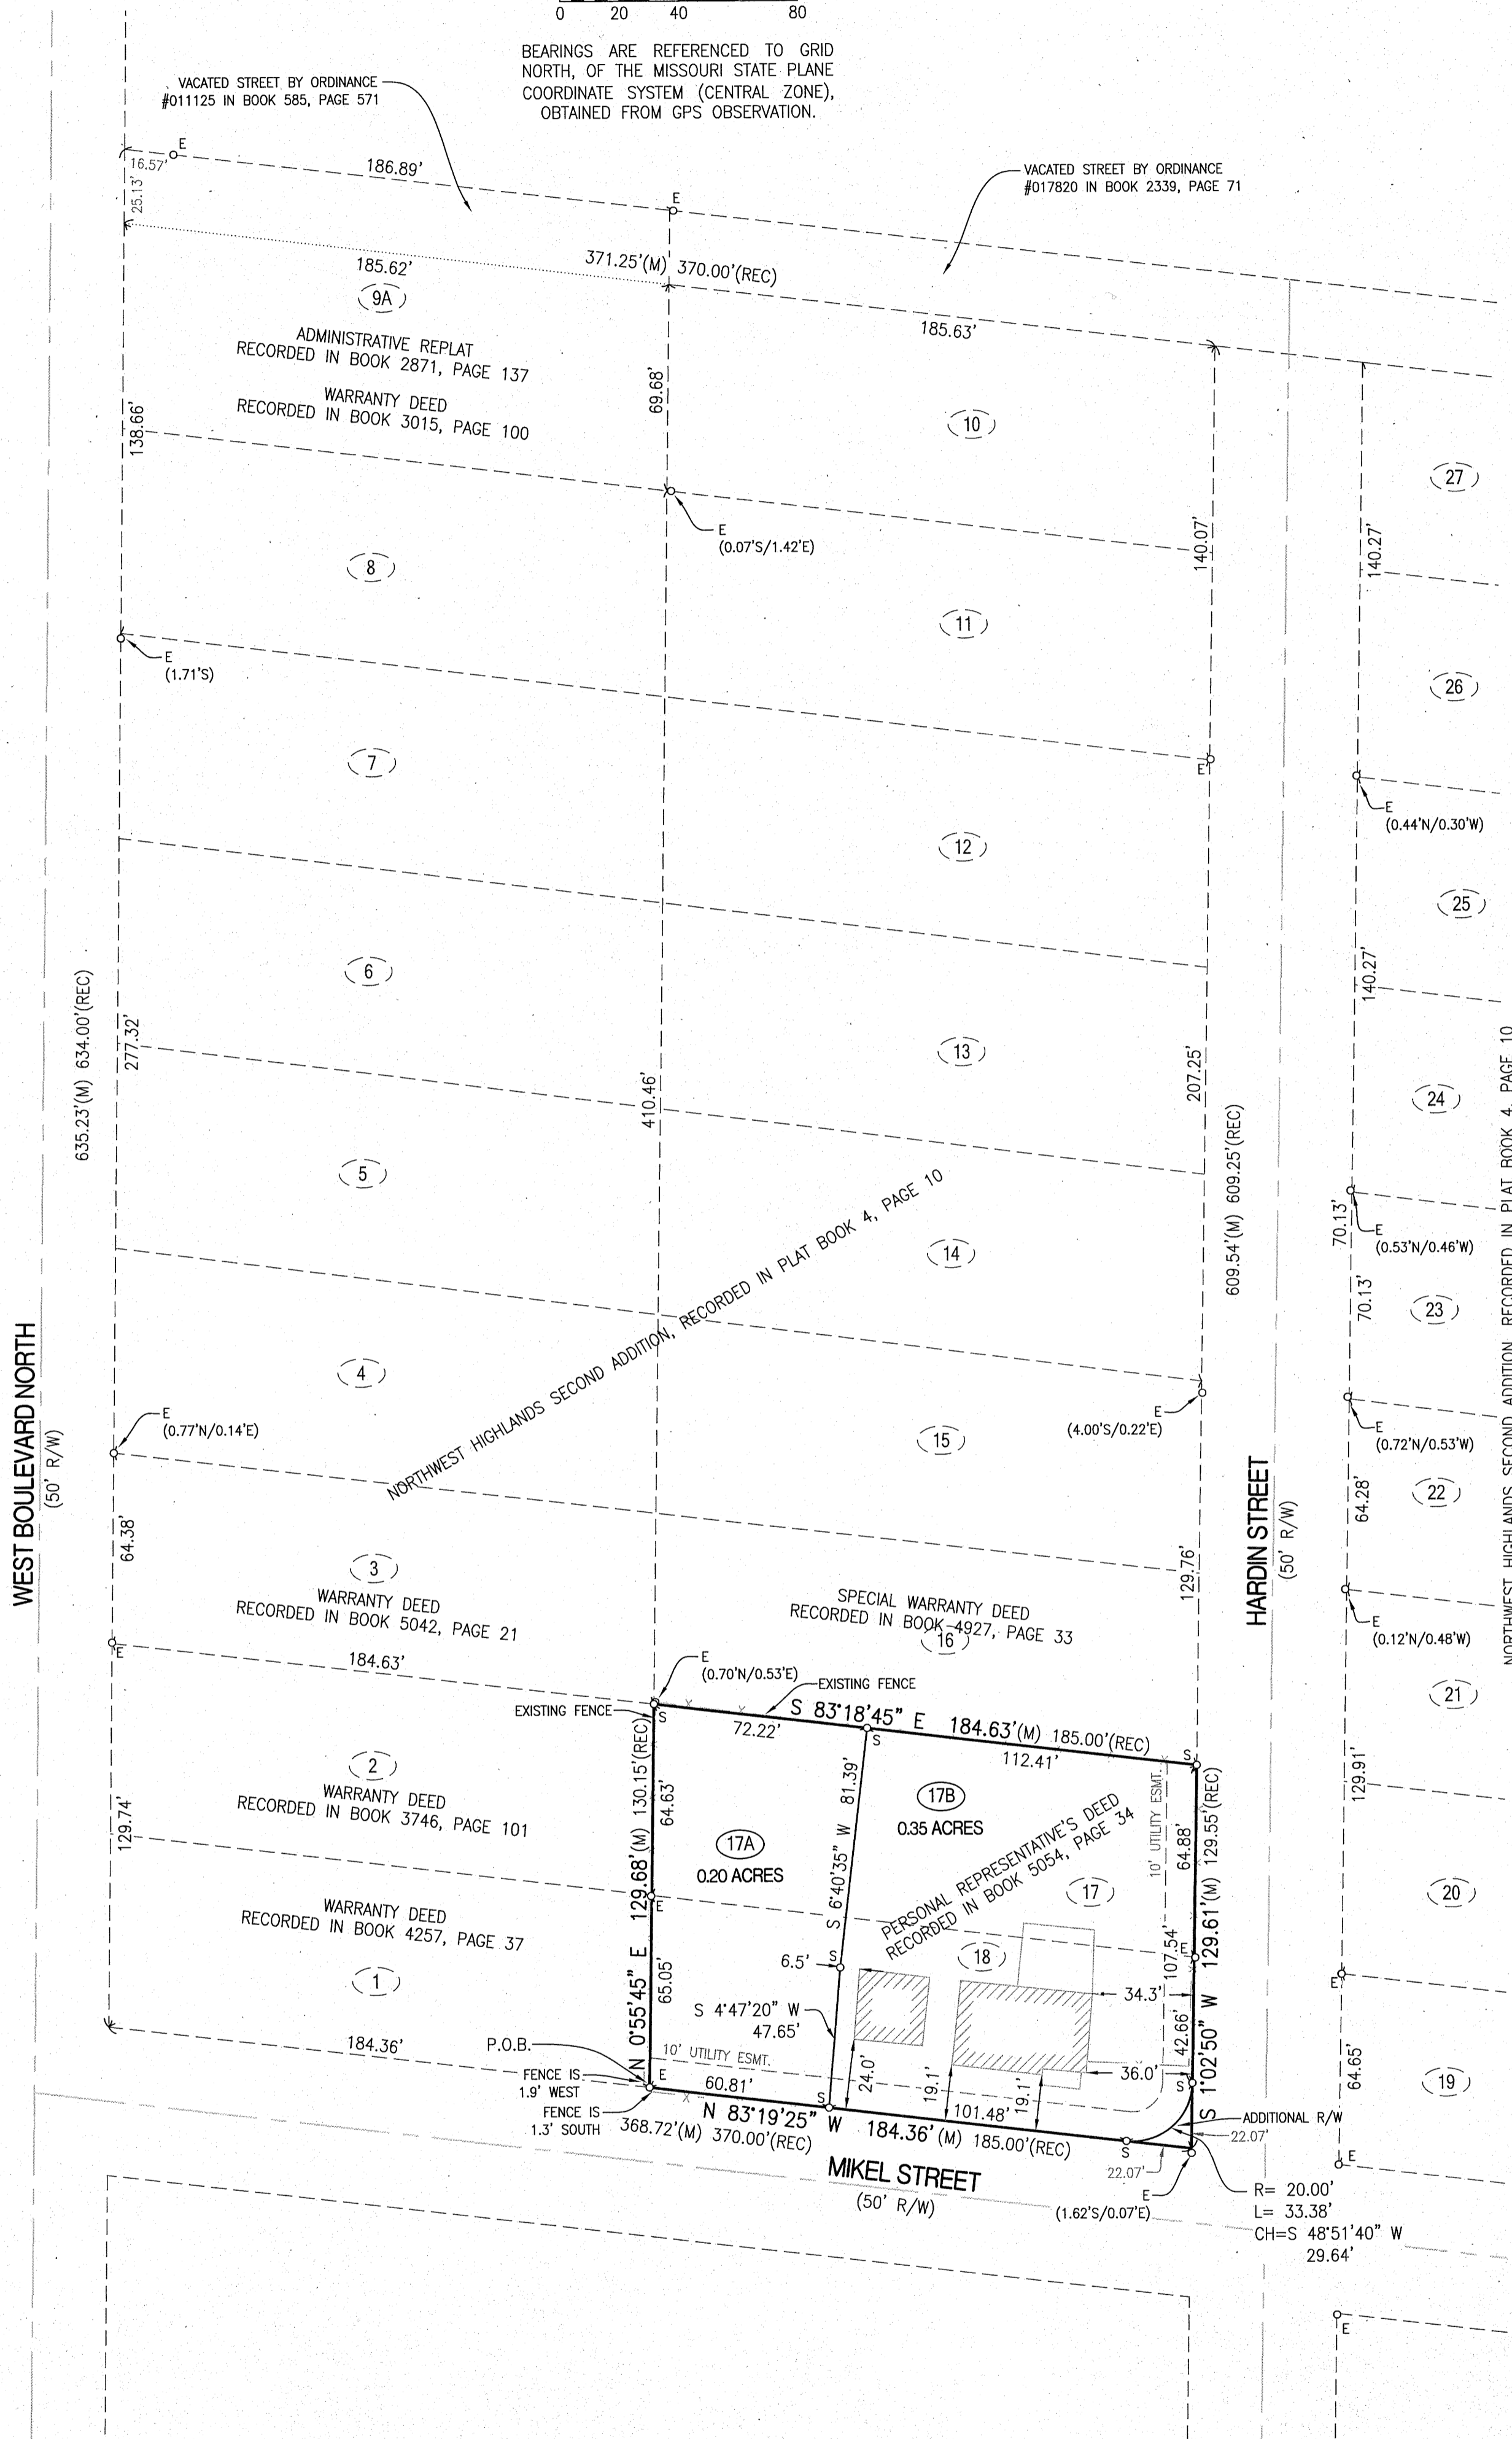 0 20 40 80
BEARINGS ARE REFERENCED TO GRID
NORTH, OF THE MISSOURI STATE PLANE
COORDINATE SYSTEM (CENTRAL ZONE),
OBTAINED FROM GPS OBSERVATION.
VACATED STREET BY ORDINANCE
#011125 IN BOOK 585, PAGE 571
VACATED STREET BY ORDINANCE
#017820 IN BOOK 2339, PAGE 71
E
16.57'
25.13'
186.89'
E
371.25'(M) 370.00'(REC)
185.62'
185.63'
9A
ADMINISTRATIVE REPLAT
RECORDED IN BOOK 2871, PAGE 137
WARRANTY DEED
RECORDED IN BOOK 3015, PAGE 100
138.66'
69.68'
10
27
E
(0.07'S/1.42'E)
140.07'
140.27'
8
11
E
(1.71'S)
26
7
E
E
(0.44'N/0.30'W)
12
25
6
635.23'(M) 634.00'(REC)
277.32'
140.27'
13
410.46'
207.25'
24
609.54'(M) 609.25'(REC)
5
NORTHWEST HIGHLANDS SECOND ADDITION, RECORDED IN PLAT BOOK 4, PAGE 10
14
70.13'
E
(0.53'N/0.46'W)
70.13'
23
NORTHWEST HIGHLANDS SECOND ADDITION, RECORDED IN PLAT BOOK 4, PAGE 10
4
WEST BOULEVARD NORTH
(50' R/W)
E
(0.77'N/0.14'E)
E
(4.00'S/0.22'E)
15
E
(0.72'N/0.53'W)
22
64.28'
HARDIN STREET
(50' R/W)
64.38'
3
WARRANTY DEED
RECORDED IN BOOK 5042, PAGE 21
129.76'
SPECIAL WARRANTY DEED
RECORDED IN BOOK 4927, PAGE 33
16
E
(0.12'N/0.48'W)
E
184.63'
E
(0.70'N/0.53'E)
EXISTING FENCE
EXISTING FENCE
S
S 83°18'45" E 184.63'(M) 185.00'(REC)
72.22'
S
112.41'
S
21
2
WARRANTY DEED
RECORDED IN BOOK 3746, PAGE 101
129.74'
N 0°55'45" E 129.68'(M) 130.15'(REC)
64.63'
S 6°40'35" W 81.39'
17B
0.35 ACRES
17A
0.20 ACRES
PERSONAL REPRESENTATIVE'S DEED
RECORDED IN BOOK 5054, PAGE 34
10' UTILITY ESMT.
64.88'
S 1°02'50" W 129.61'(M) 129.55'(REC)
129.91'
17
20
E
WARRANTY DEED
RECORDED IN BOOK 4257, PAGE 37
1
65.05'
18
107.54'
E
6.5'
S
34.3'
E
S 4°47'20" W
47.65'
42.66'
184.36'
P.O.B.
10' UTILITY ESMT.
36.0'
64.65'
19
FENCE IS
1.9' WEST
E
60.81'
24.0'
19.1'
19.1'
101.48'
S
FENCE IS
1.3' SOUTH
S
N 83°19'25" W 184.36'(M) 185.00'(REC)
368.72'(M) 370.00'(REC)
ADDITIONAL R/W
22.07'
S
22.07'
MIKEL STREET
(50' R/W)
E
(1.62'S/0.07'E)
E
R= 20.00'
L= 33.38'
CH=S 48°51'40" W
29.64'
E